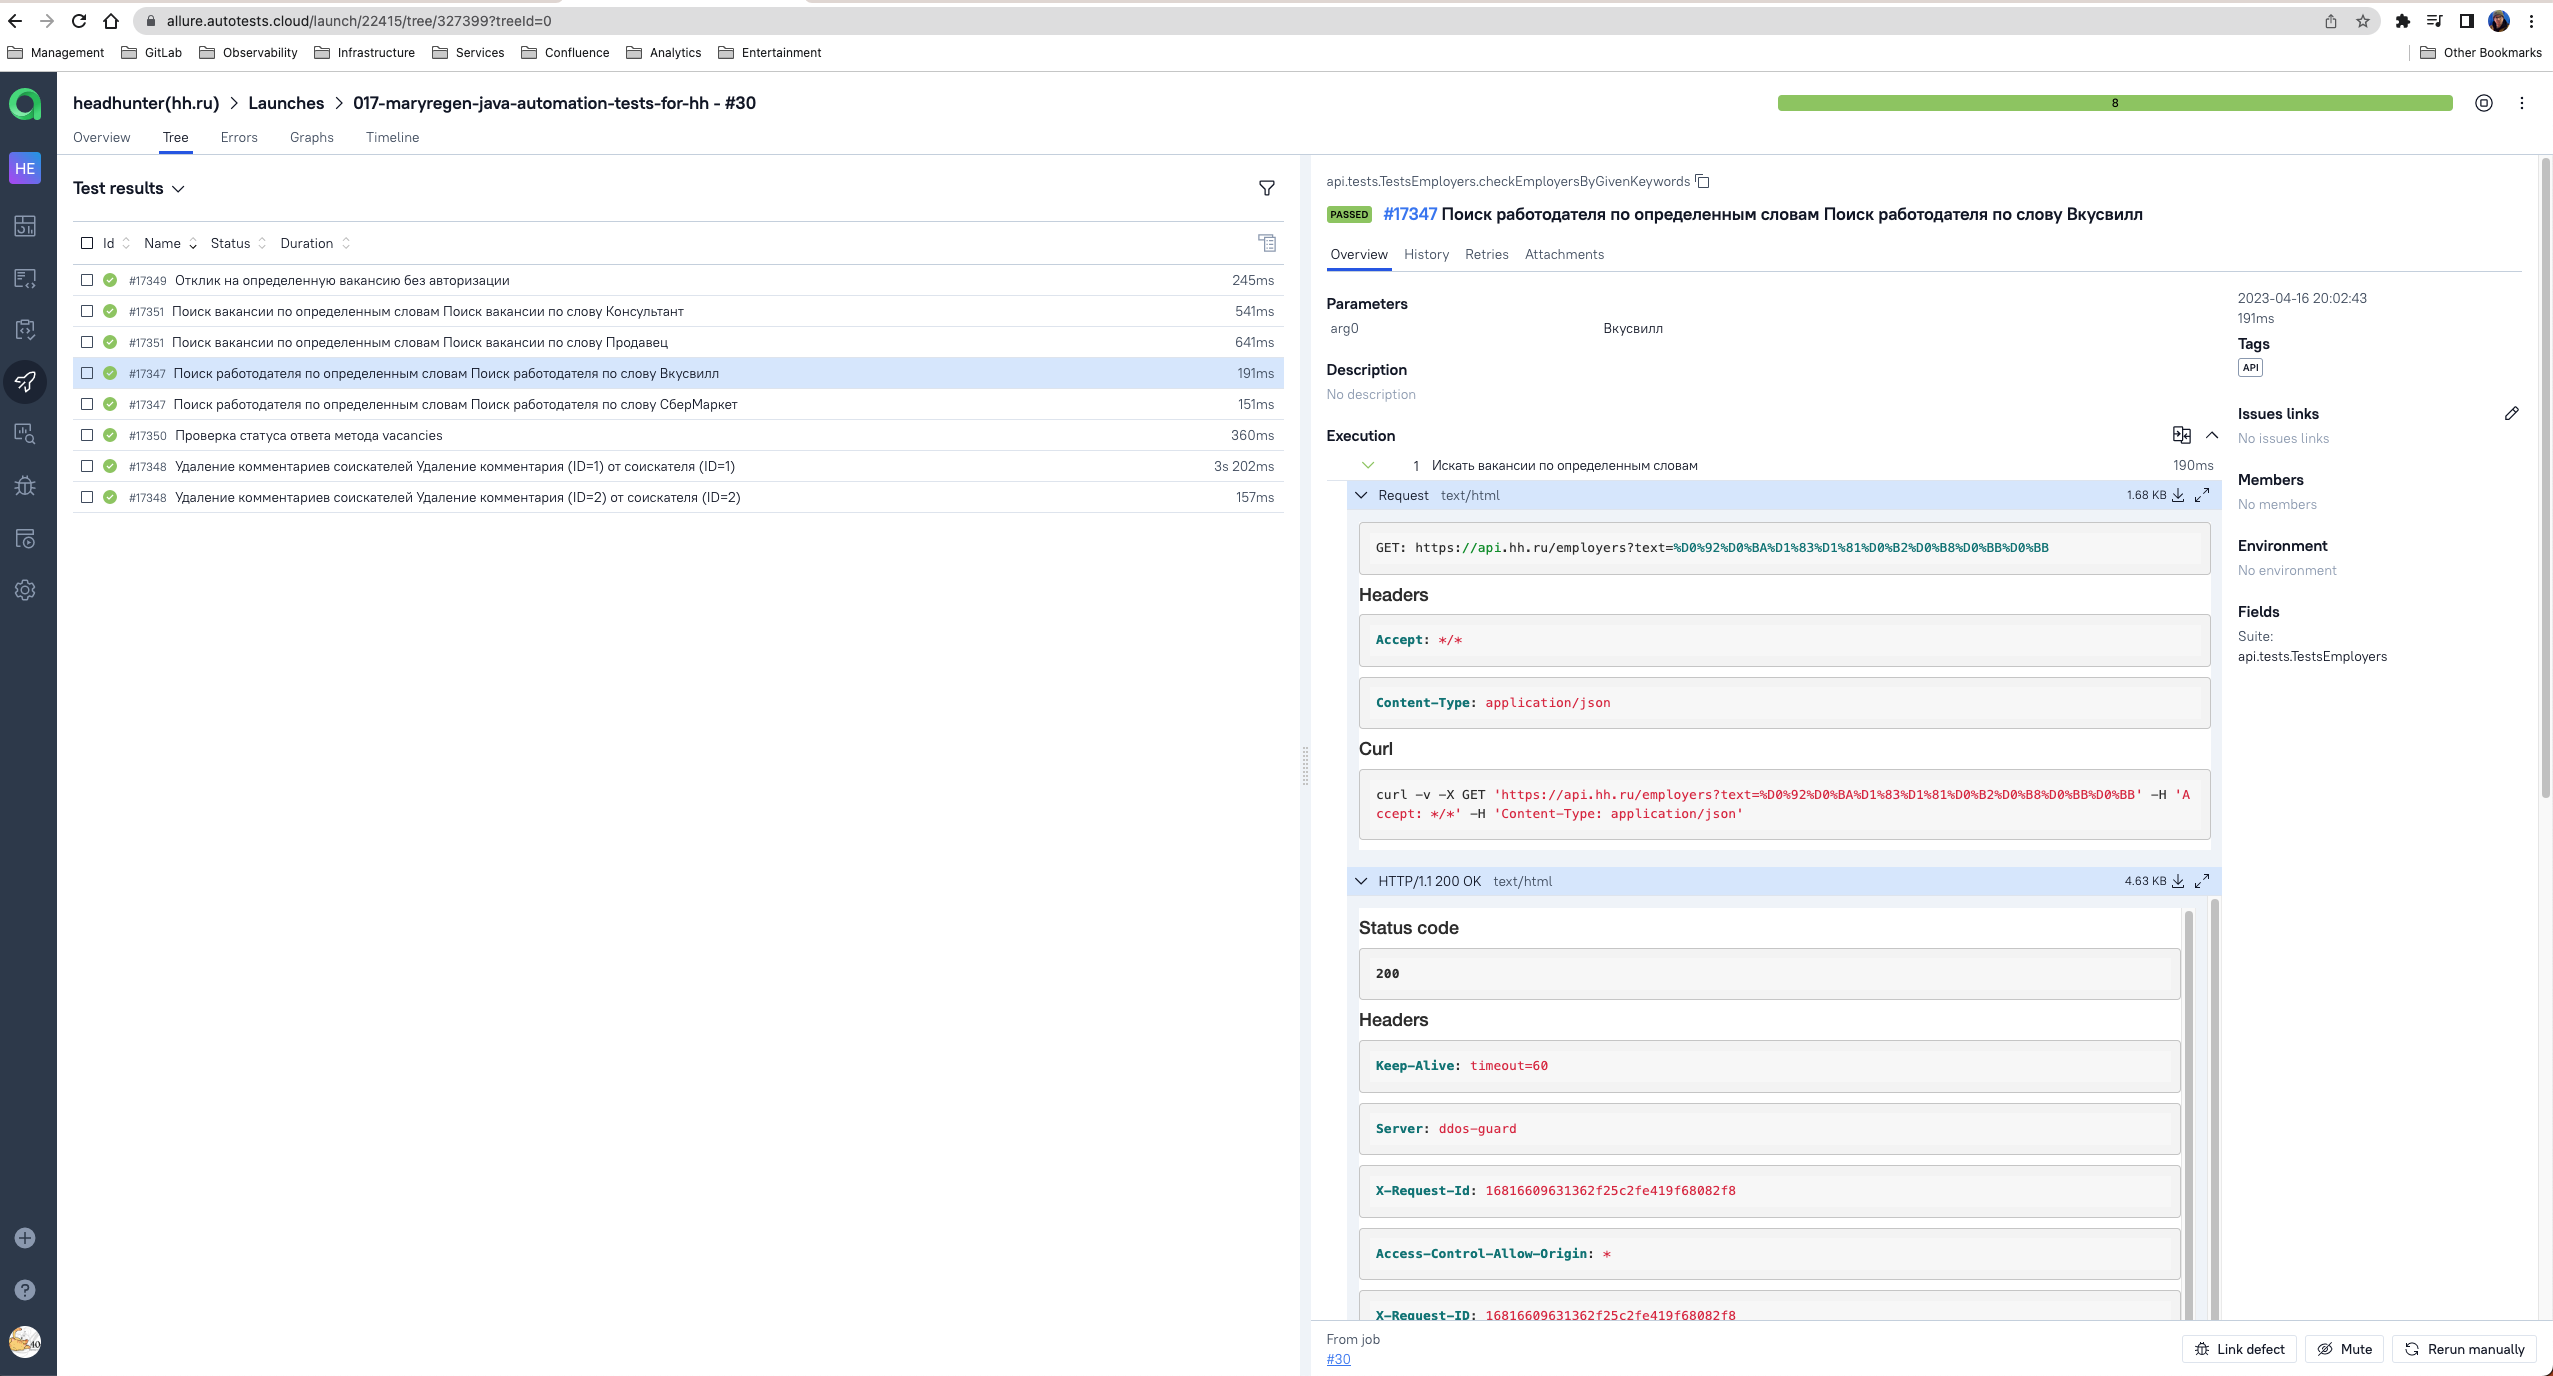 allure.autotests.cloud/launch/22415/tree/327399?treeId=0
Management GitLab Observability Infrastructure Services Confluence Analytics Entertainment Other Bookmarks
headhunter(hh.ru) > Launches > 017-maryregen-java-automation-tests-for-hh - #30
8
Overview Tree Errors Graphs Timeline
HE
Test results
Id Name Status Duration
#17349 Отклик на определенную вакансию без авторизации 245ms
#17351 Поиск вакансии по определенным словам Поиск вакансии по слову Консультант 541ms
#17351 Поиск вакансии по определенным словам Поиск вакансии по слову Продавец 641ms
#17347 Поиск работодателя по определенным словам Поиск работодателя по слову Вкусвилл 191ms
#17347 Поиск работодателя по определенным словам Поиск работодателя по слову СберМаркет 151ms
#17350 Проверка статуса ответа метода vacancies 360ms
#17348 Удаление комментариев соискателей Удаление комментария (ID=1) от соискателя (ID=1) 3s 202ms
#17348 Удаление комментариев соискателей Удаление комментария (ID=2) от соискателя (ID=2) 157ms
api.tests.TestsEmployers.checkEmployersByGivenKeywords
PASSED #17347 Поиск работодателя по определенным словам Поиск работодателя по слову Вкусвилл
Overview History Retries Attachments
Parameters
arg0 Вкусвилл
Description
No description
Execution
1 Искать вакансии по определенным словам 190ms
Request text/html 1.68 KB
GET: https://api.hh.ru/employers?text=%D0%92%D0%BA%D1%83%D1%81%D0%B2%D0%B8%D0%BB%D0%BB
Headers
Accept: */*
Content-Type: application/json
Curl
curl -v -X GET 'https://api.hh.ru/employers?text=%D0%92%D0%BA%D1%83%D1%81%D0%B2%D0%B8%D0%BB%D0%BB' -H 'A
ccept: */*' -H 'Content-Type: application/json'
HTTP/1.1 200 OK text/html 4.63 KB
Status code
200
Headers
Keep-Alive: timeout=60
Server: ddos-guard
X-Request-Id: 16816609631362f25c2fe419f68082f8
Access-Control-Allow-Origin: *
X-Request-ID: 16816609631362f25c2fe419f68082f8
2023-04-16 20:02:43
191ms
Tags
API
Issues links
No issues links
Members
No members
Environment
No environment
Fields
Suite:
api.tests.TestsEmployers
From job
#30
Link defect Mute Rerun manually